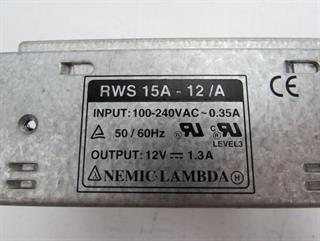 RWS 15A - 12 /A
CE
INPUT: 100-240VAC ~ 0.35A
50 / 60Hz
LEVEL3
OUTPUT: 12V ⎓ 1.3A
NEMIC-LAMBDA H